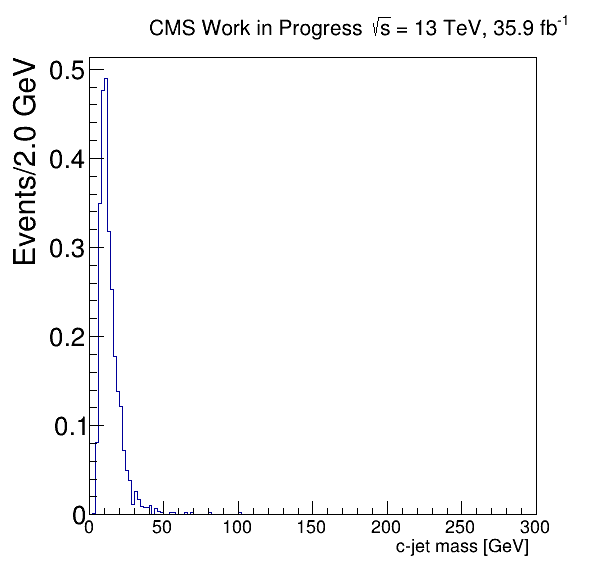 CMS Work in Progress √s = 13 TeV, 35.9 fb⁻¹
Events/2.0 GeV
0.5
0.4
0.3
0.2
0.1
0
0 50 100 150 200 250 300
c-jet mass [GeV]